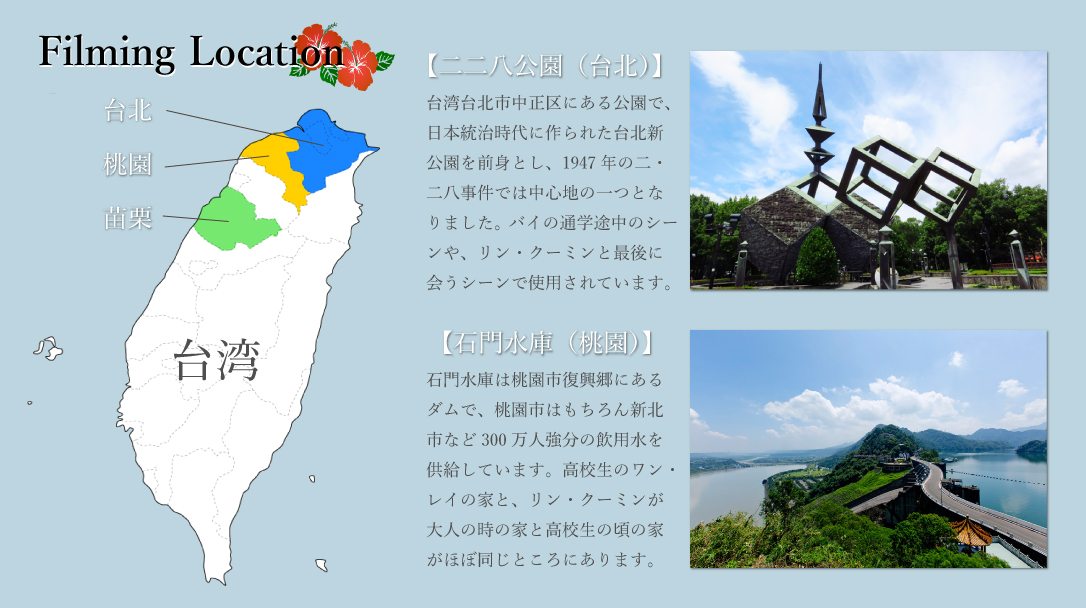 Filming Location
台北
桃園
苗栗
台湾
【二二八公園（台北）】
台湾台北市中正区にある公園で、
日本統治時代に作られた台北新
公園を前身とし、1947 年の二・
二八事件では中心地の一つとな
りました。バイの通学途中のシー
ンや、リン・クーミンと最後に
会うシーンで使用されています。
【石門水庫（桃園）】
石門水庫は桃園市復興郷にある
ダムで、桃園市はもちろん新北
市など 300 万人強分の飲用水を
供給しています。高校生のワン・
レイの家と、リン・クーミンが
大人の時の家と高校生の頃の家
がほぼ同じところにあります。